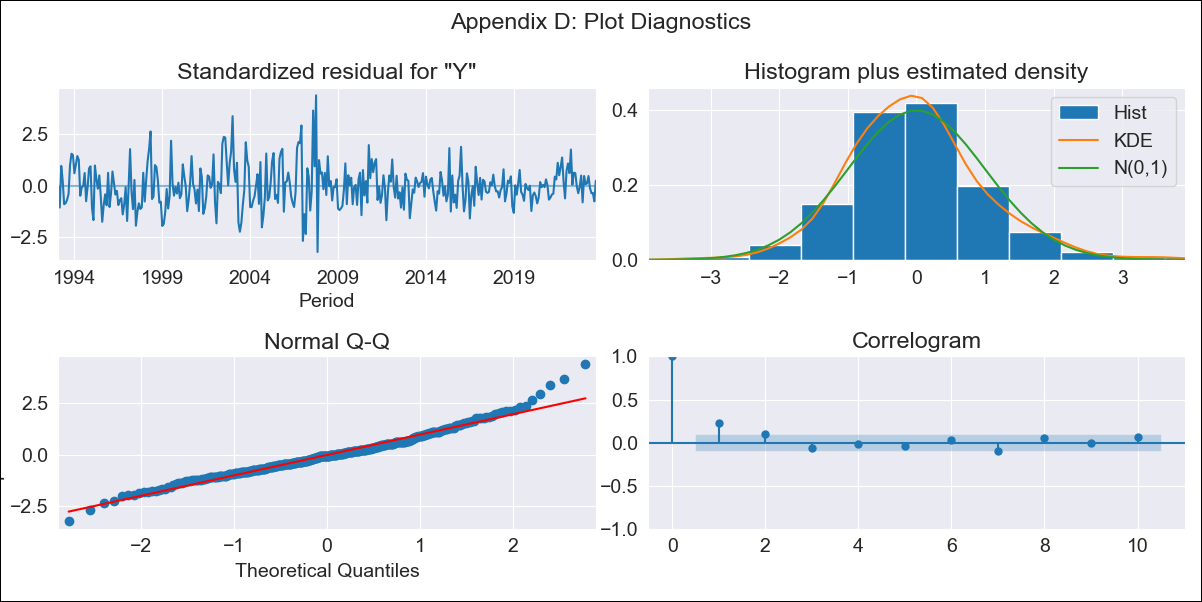 Appendix D: Plot Diagnostics
Standardized residual for "Y"
2.5
0.0
−2.5
1994 1999 2004 2009 2014 2019
Period
Histogram plus estimated density
0.4
0.2
0.0
Hist
KDE
N(0,1)
−3 −2 −1 0 1 2 3
Normal Q-Q
2.5
0.0
−2.5
−2 −1 0 1 2
Theoretical Quantiles
Correlogram
1.0
0.5
0.0
−0.5
−1.0
0 2 4 6 8 10